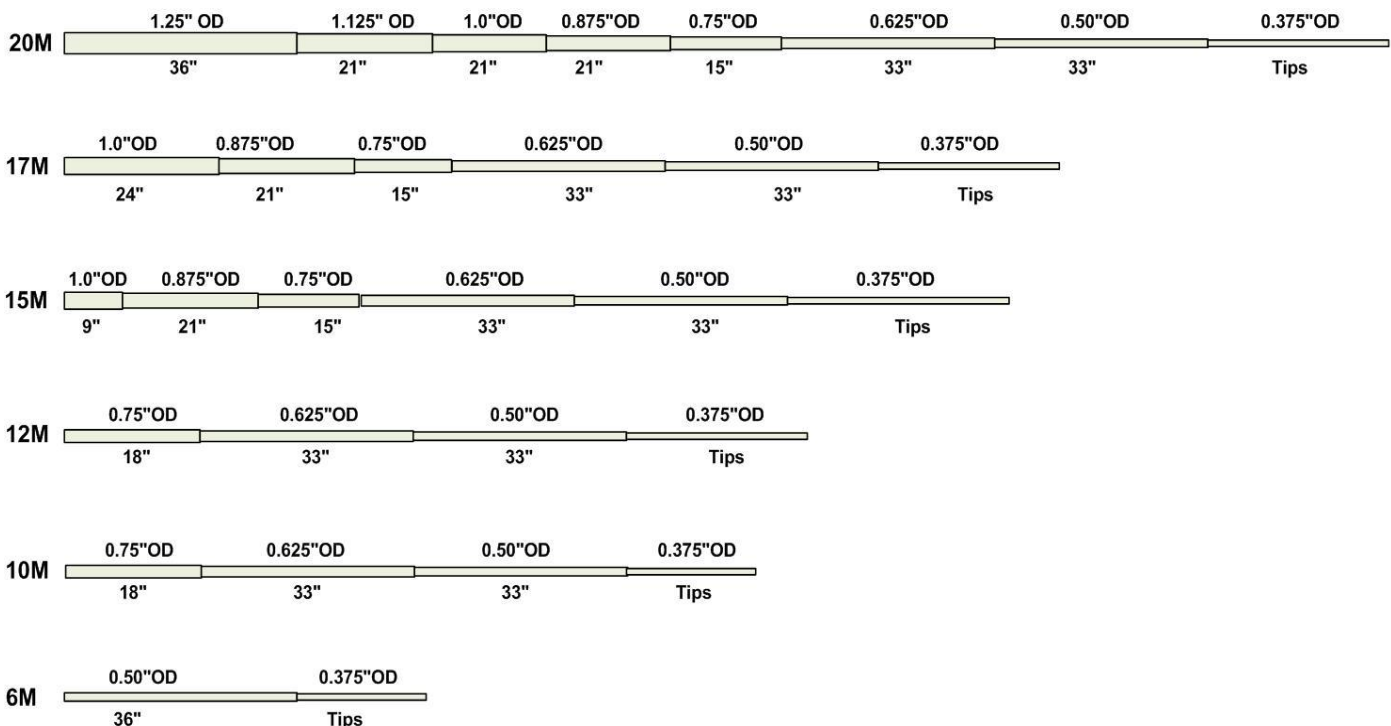 1.25" OD 1.125" OD 1.0"OD 0.875"OD 0.75"OD 0.625"OD 0.50"OD 0.375"OD
20M
36" 21" 21" 21" 15" 33" 33" Tips
1.0"OD 0.875"OD 0.75"OD 0.625"OD 0.50"OD 0.375"OD
17M
24" 21" 15" 33" 33" Tips
1.0"OD 0.875"OD 0.75"OD 0.625"OD 0.50"OD 0.375"OD
15M
9" 21" 15" 33" 33" Tips
0.75"OD 0.625"OD 0.50"OD 0.375"OD
12M
18" 33" 33" Tips
0.75"OD 0.625"OD 0.50"OD 0.375"OD
10M
18" 33" 33" Tips
0.50"OD 0.375"OD
6M
36" Tips